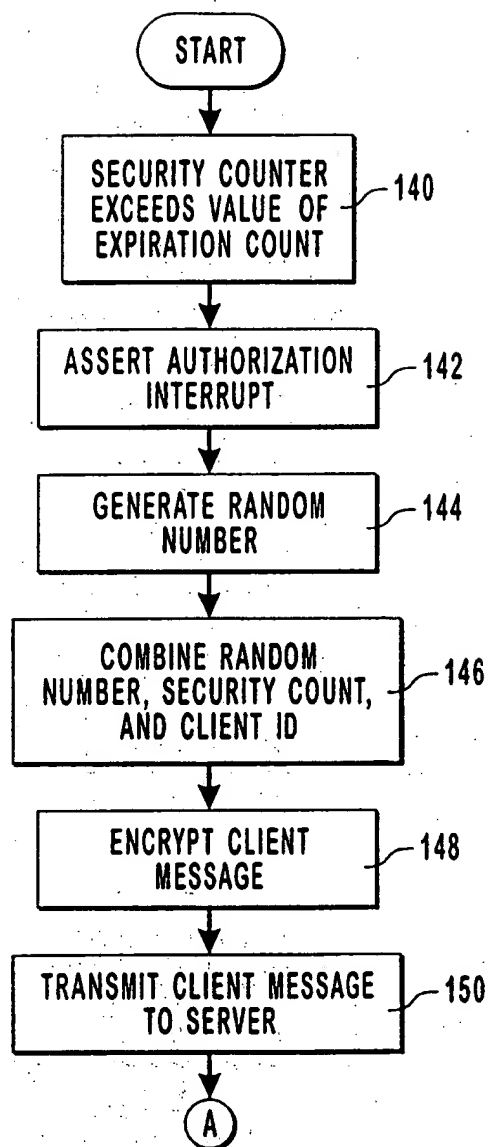 START
SECURITY COUNTER
EXCEEDS VALUE OF
EXPIRATION COUNT
140
ASSERT AUTHORIZATION
INTERRUPT
142
GENERATE RANDOM
NUMBER
144
COMBINE RANDOM
NUMBER, SECURITY COUNT,
AND CLIENT ID
146
ENCRYPT CLIENT
MESSAGE
148
TRANSMIT CLIENT MESSAGE
TO SERVER
150
A